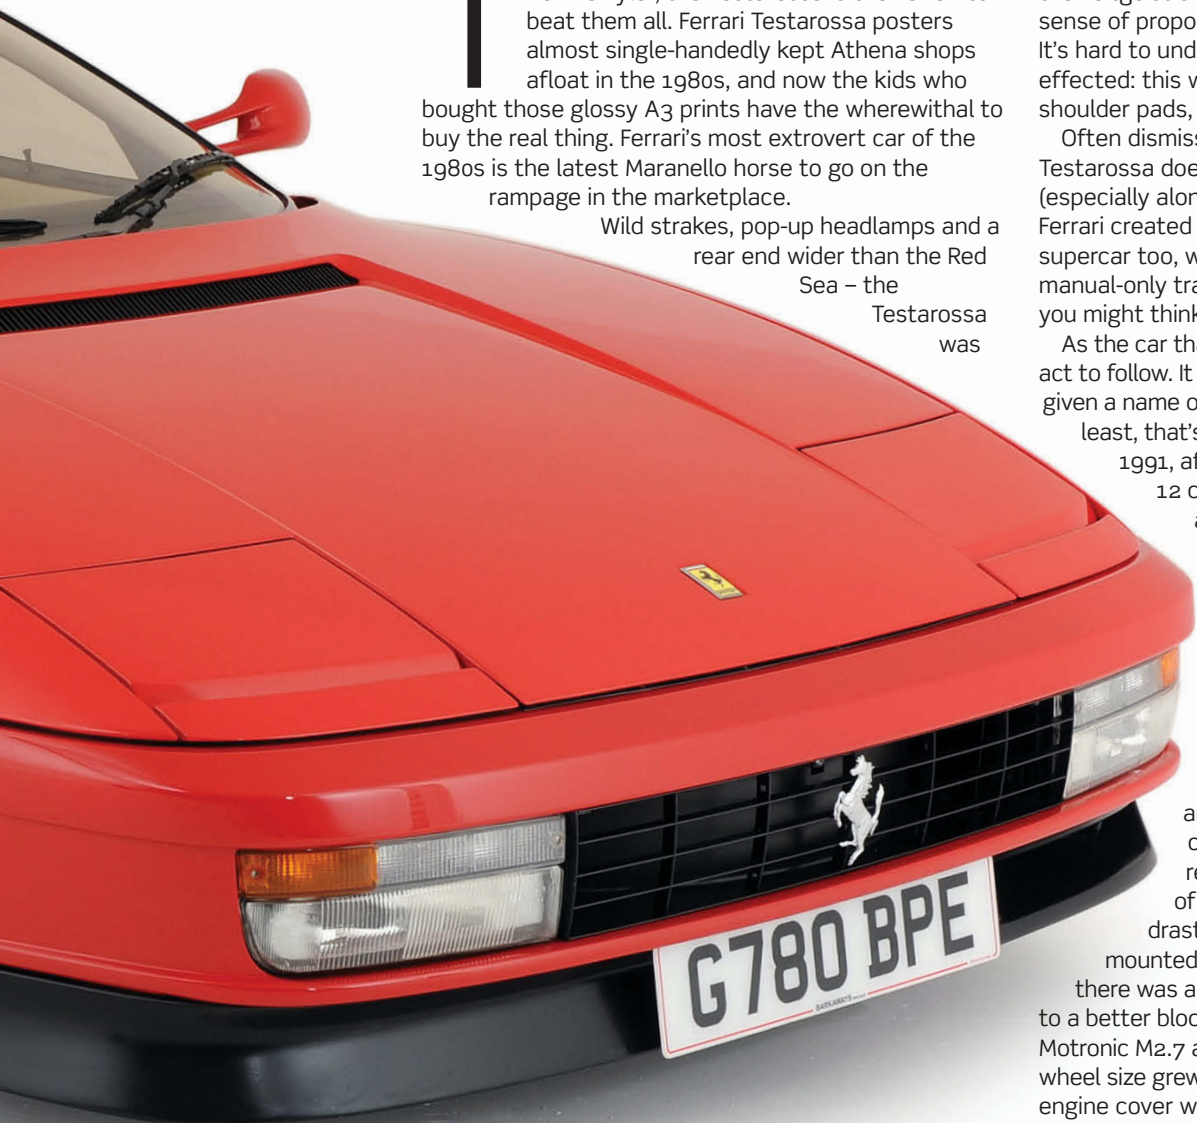 beat them all. Ferrari Testarossa posters
almost single-handedly kept Athena shops
afloat in the 1980s, and now the kids who
bought those glossy A3 prints have the wherewithal to
buy the real thing. Ferrari's most extrovert car of the
1980s is the latest Maranello horse to go on the
rampage in the marketplace.
Wild strakes, pop-up headlamps and a
rear end wider than the Red
Sea – the
Testarossa
was
sense of propo
It's hard to und
effected: this w
shoulder pads,
Often dismiss
Testarossa doe
(especially alon
Ferrari created
supercar too, w
manual-only tra
you might think
As the car tha
act to follow. It
given a name o
least, that's
1991, af
12 c
a
a
c
re
of
drast
mounted
there was a
to a better bloc
Motronic M2.7 a
wheel size grew
engine cover w
G780 BPE
BARKAWAYS